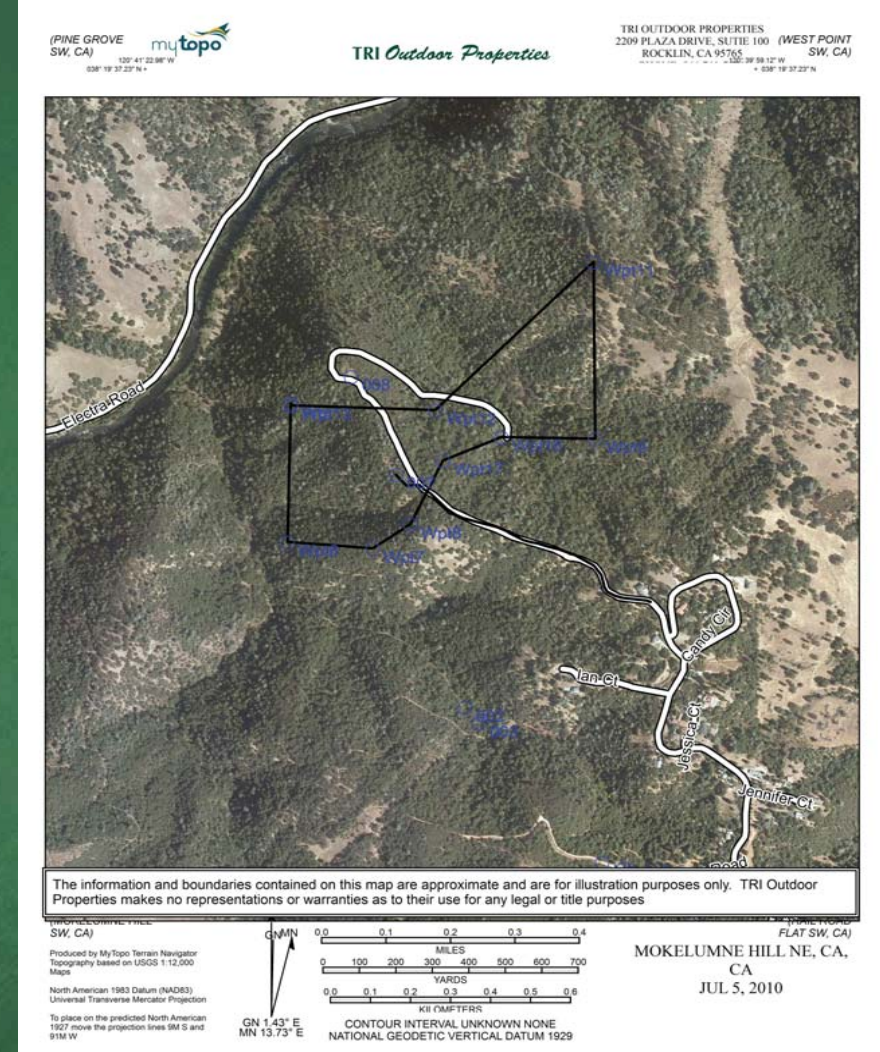 (PINE GROVE
SW, CA)
mytopo
120° 41' 22.98" W
038° 19' 37.23" N
TRI Outdoor Properties
TRI OUTDOOR PROPERTIES
2209 PLAZA DRIVE, SUTIE 100
ROCKLIN, CA 95765
(WEST POINT
SW, CA)
120° 39' 59.12" W
038° 19' 37.23" N
Wpt11
Electra Road
Wpt8
Wpt7
Candy Cir
Ian Ct
Jessica Ct
Jennifer Ct
Road
The information and boundaries contained on this map are approximate and are for illustration purposes only. TRI Outdoor
Properties makes no representations or warranties as to their use for any legal or title purposes
SW, CA)
FLAT SW, CA)
Produced by MyTopo Terrain Navigator
Topography based on USGS 1:12,000
Maps
North American 1983 Datum (NAD83)
Universal Transverse Mercator Projection
To place on the predicted North American
1927 move the projection lines 9M S and
91M W
GN MN
GN 1.43° E
MN 13.73° E
0.0 0.1 0.2 0.3 0.4
MILES
0 100 200 300 400 500 600 700
YARDS
0.0 0.1 0.2 0.3 0.4 0.5 0.6
KILOMETERS
CONTOUR INTERVAL UNKNOWN NONE
NATIONAL GEODETIC VERTICAL DATUM 1929
MOKELUMNE HILL NE, CA,
CA
JUL 5, 2010